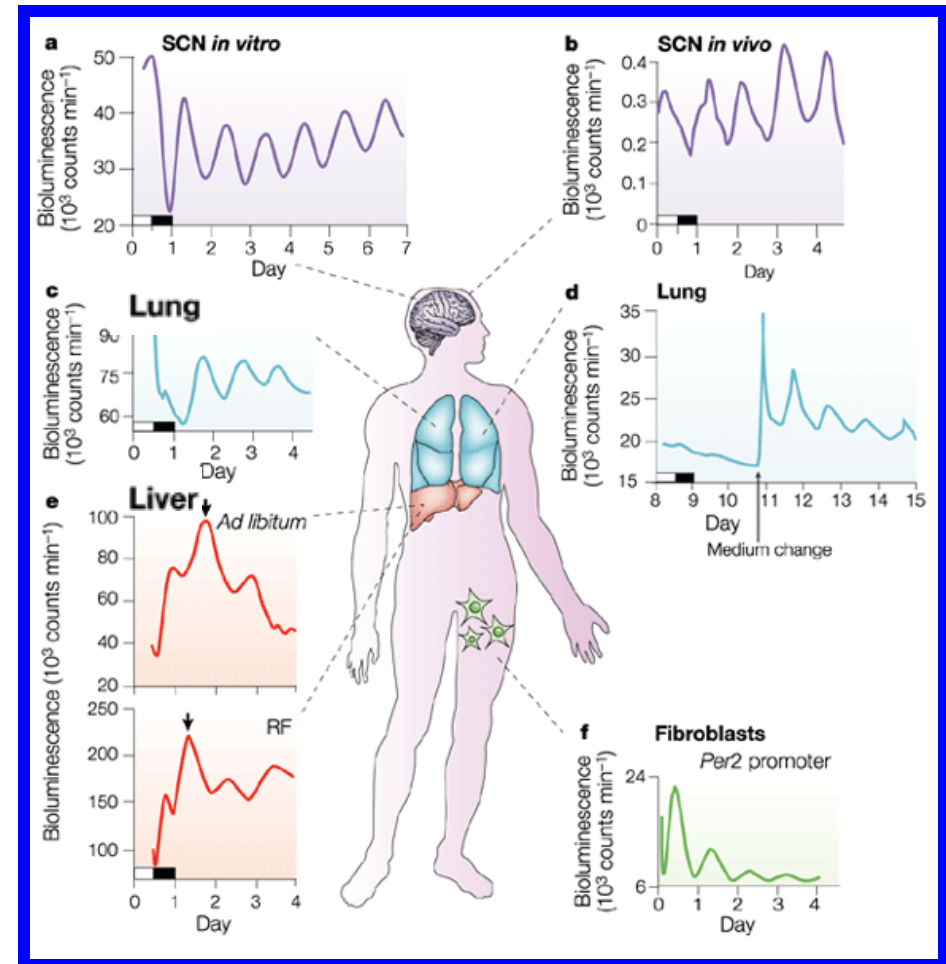 a
SCN in vitro
Bioluminescence
(10³ counts min⁻¹)
50
40
30
20
0 1 2 3 4 5 6 7
Day
b
SCN in vivo
Bioluminescence
(10³ counts min⁻¹)
0.4
0.3
0.2
0.1
0
0 1 2 3 4
Day
c
Lung
Bioluminescence
(10³ counts min⁻¹)
90
75
60
0 1 2 3 4
Day
d
Lung
Bioluminescence
(10³ counts min⁻¹)
35
30
25
20
15
8 9 10 11 12 13 14 15
Day
Medium change
e
Liver
Ad libitum
Bioluminescence (10³ counts min⁻¹)
100
80
60
40
20
250
RF
200
150
100
0 1 2 3 4
Day
f
Fibroblasts
Per2 promoter
Bioluminescence
(10³ counts min⁻¹)
24
6
0 1 2 3 4
Day